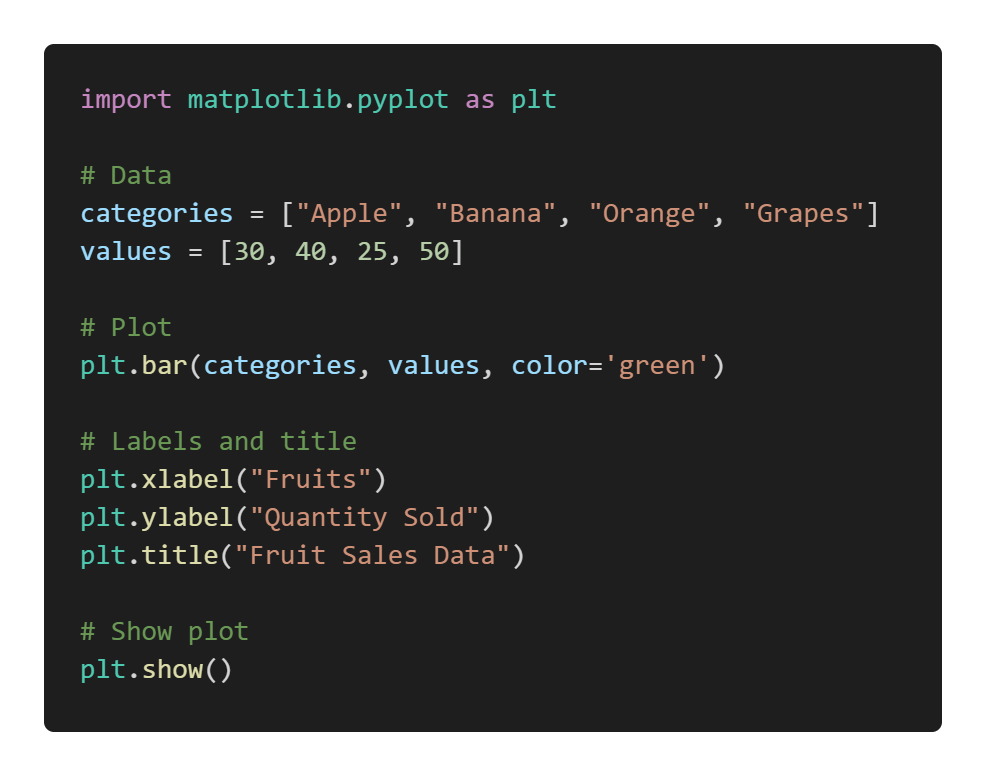 import matplotlib.pyplot as plt
# Data
categories = ["Apple", "Banana", "Orange", "Grapes"]
values = [30, 40, 25, 50]
# Plot
plt.bar(categories, values, color='green')
# Labels and title
plt.xlabel("Fruits")
plt.ylabel("Quantity Sold")
plt.title("Fruit Sales Data")
# Show plot
plt.show()